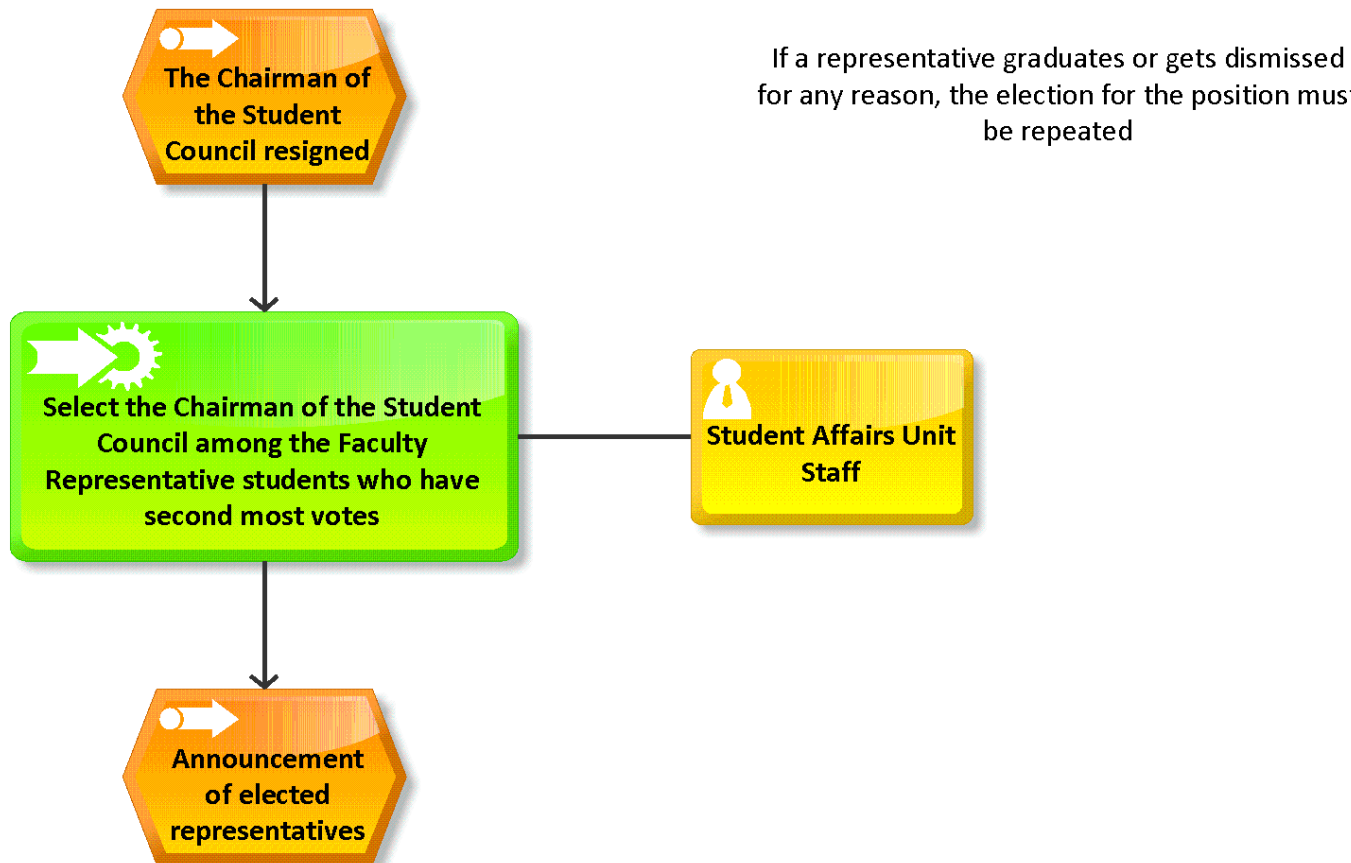 The Chairman of
the Student
Council resigned
If a representative graduates or gets dismissed
for any reason, the election for the position must
be repeated
Select the Chairman of the Student
Council among the Faculty
Representative students who have
second most votes
Student Affairs Unit
Staff
Announcement
of elected
representatives